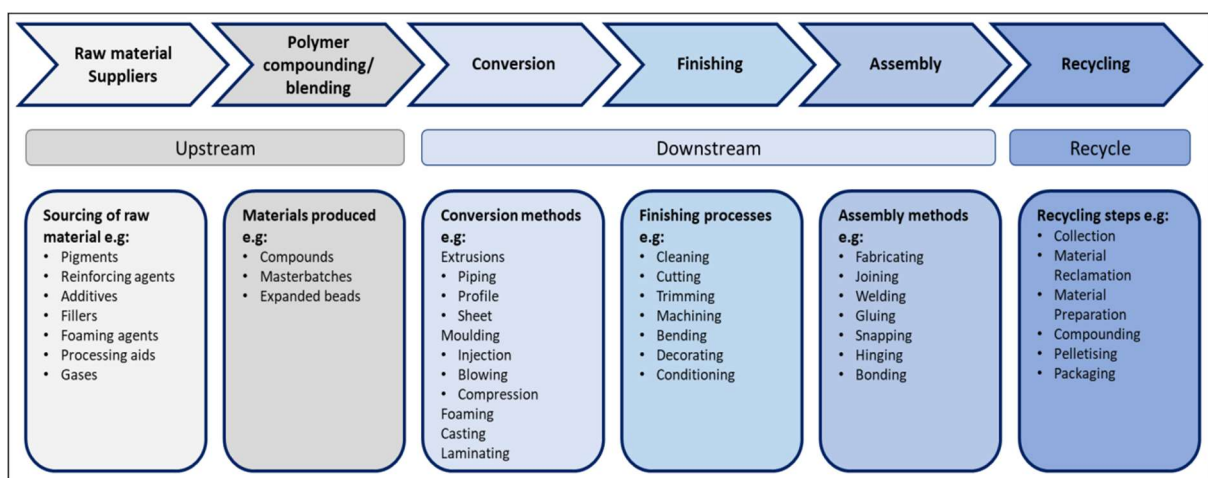 Raw material
Suppliers
Polymer
compounding/
blending
Conversion
Finishing
Assembly
Recycling
Upstream
Downstream
Recycle
Sourcing of raw
material e.g:
• Pigments
• Reinforcing agents
• Additives
• Fillers
• Foaming agents
• Processing aids
• Gases
Materials produced
e.g:
• Compounds
• Masterbatches
• Expanded beads
Conversion methods
e.g:
Extrusions
• Piping
• Profile
• Sheet
Moulding
• Injection
• Blowing
• Compression
Foaming
Casting
Laminating
Finishing processes
e.g:
• Cleaning
• Cutting
• Trimming
• Machining
• Bending
• Decorating
• Conditioning
Assembly methods
e.g:
• Fabricating
• Joining
• Welding
• Gluing
• Snapping
• Hinging
• Bonding
Recycling steps e.g:
• Collection
• Material
Reclamation
• Material
Preparation
• Compounding
• Pelletising
• Packaging